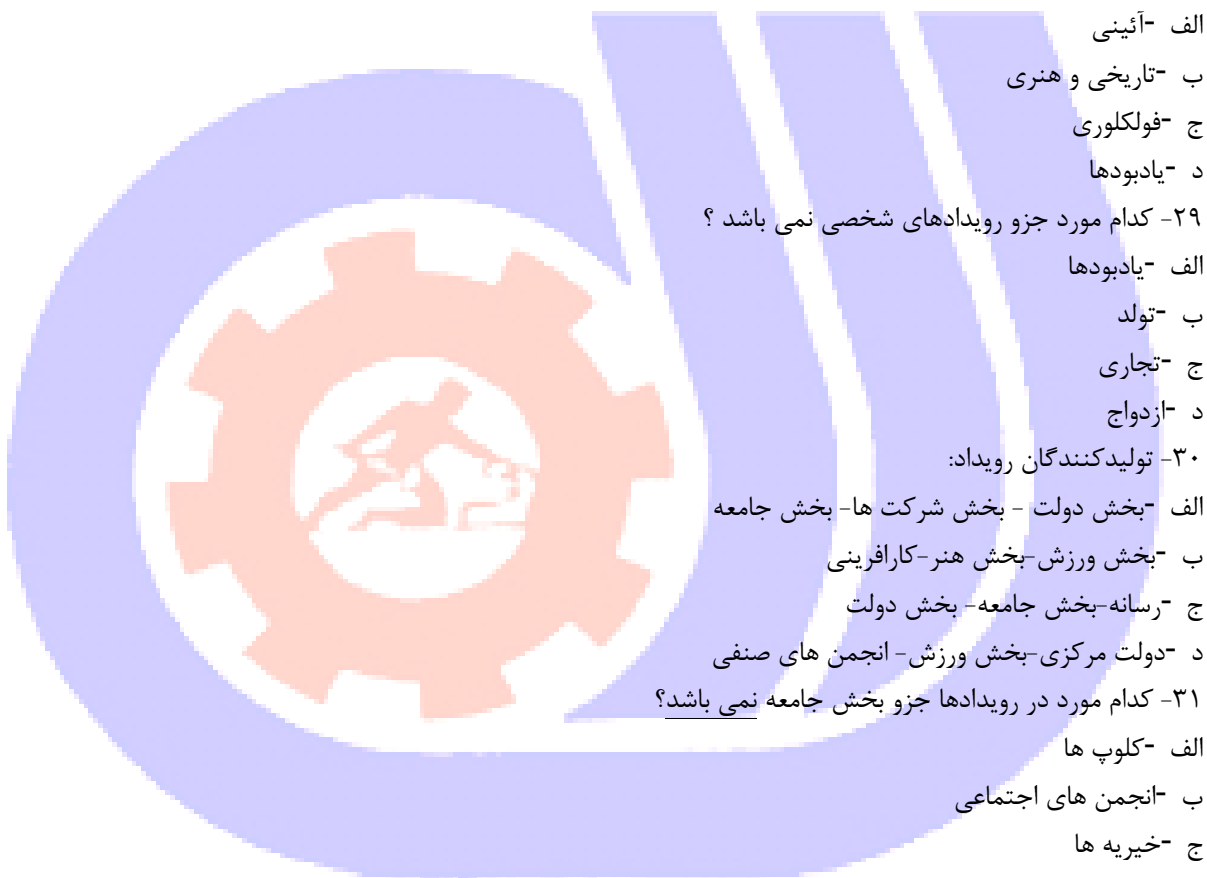 الف -آئینی
ب -تاریخی و هنری
ج -فولکلوری
د -یادبودها
۲۹- کدام مورد جزو رویدادهای شخصی نمی باشد ؟
الف -یادبودها
ب -تولد
ج -تجاری
د -ازدواج
۳۰- تولیدکنندگان رویداد:
الف -بخش دولت - بخش شرکت ها- بخش جامعه
ب -بخش ورزش-بخش هنر-کارافرینی
ج -رسانه-بخش جامعه- بخش دولت
د -دولت مرکزی-بخش ورزش- انجمن های صنفی
۳۱- کدام مورد در رویدادها جزو بخش جامعه نمی باشد؟
الف -کلوپ ها
ب -انجمن های اجتماعی
ج -خیریه ها